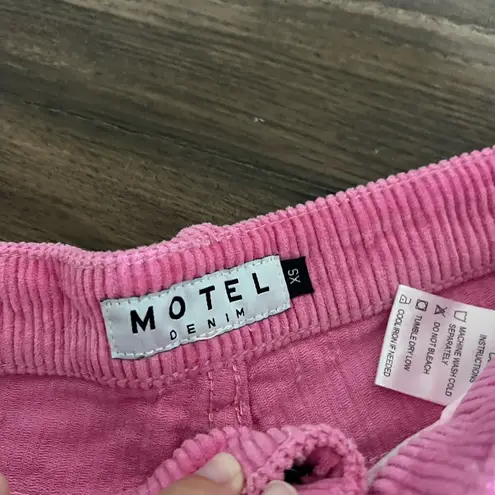 MOTEL
DENIM
XS
INSTRUCTIONS
MACHINE WASH COLD
SEPARATELY
DO NOT BLEACH
TUMBLE DRY LOW
COOL IRON IF NEEDED